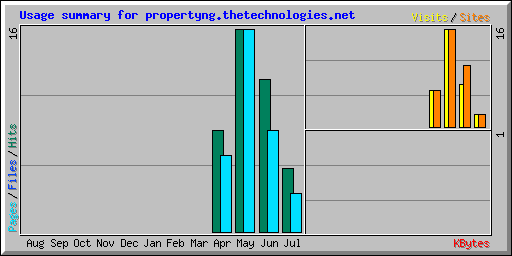 Usage summary for propertyng.thetechnologies.net
Visits/Sites
16
16
1
Pages/Files/Hits
Aug Sep Oct Nov Dec Jan Feb Mar Apr May Jun Jul
KBytes